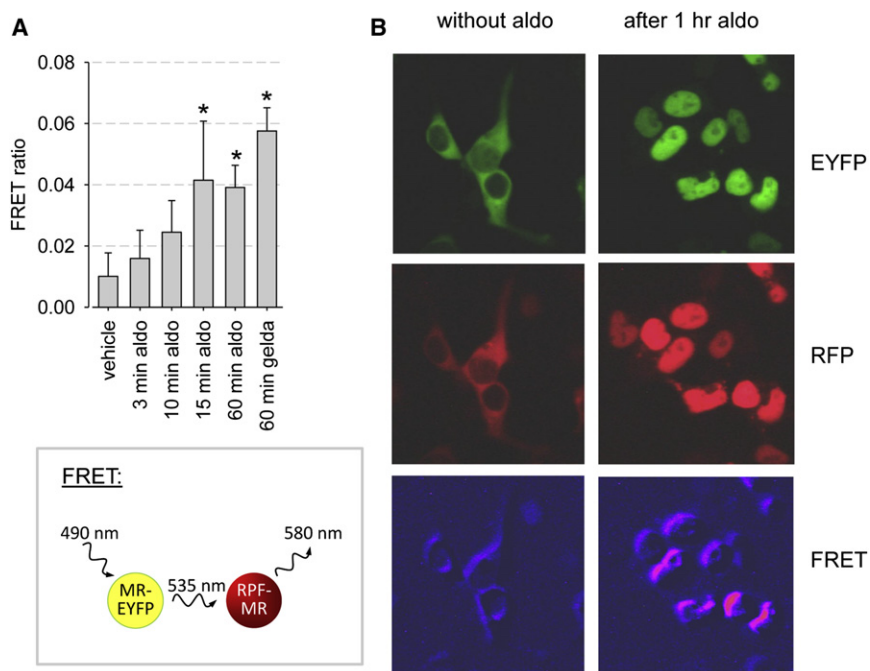 A
FRET ratio
0.08
0.06
0.04
0.02
0.00
*
*
*
vehicle
3 min aldo
10 min aldo
15 min aldo
60 min aldo
60 min gelda
FRET:
490 nm
MR-
EYFP
535 nm
RPF-
MR
580 nm
B
without aldo
after 1 hr aldo
EYFP
RFP
FRET